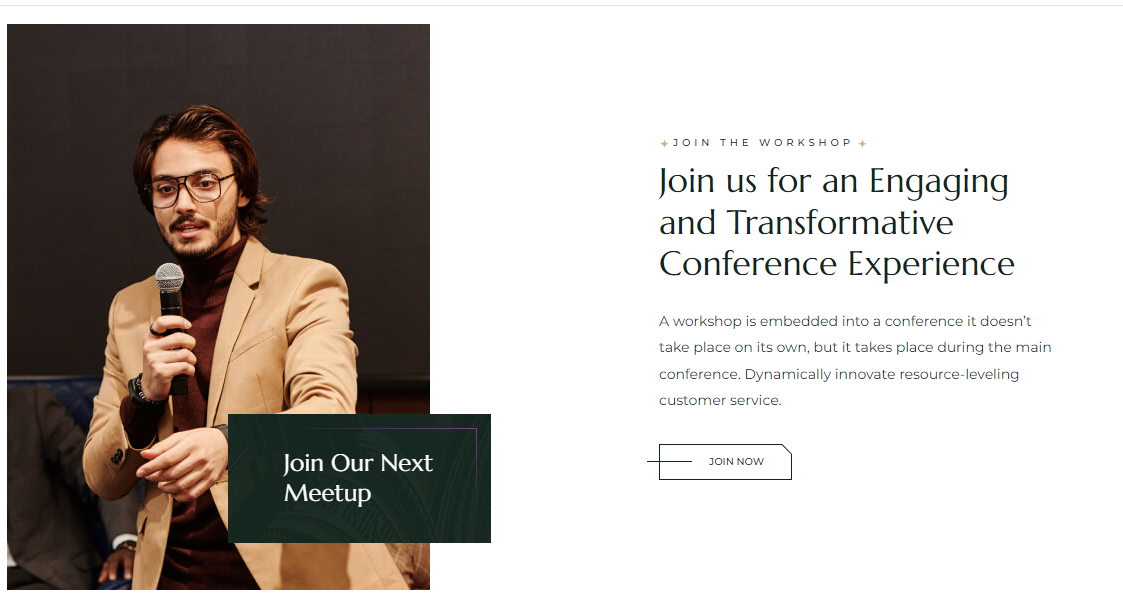 JOIN THE WORKSHOP
Join us for an Engaging
and Transformative
Conference Experience
A workshop is embedded into a conference it doesn't
take place on its own, but it takes place during the main
conference. Dynamically innovate resource-leveling
customer service.
JOIN NOW
Join Our Next
Meetup